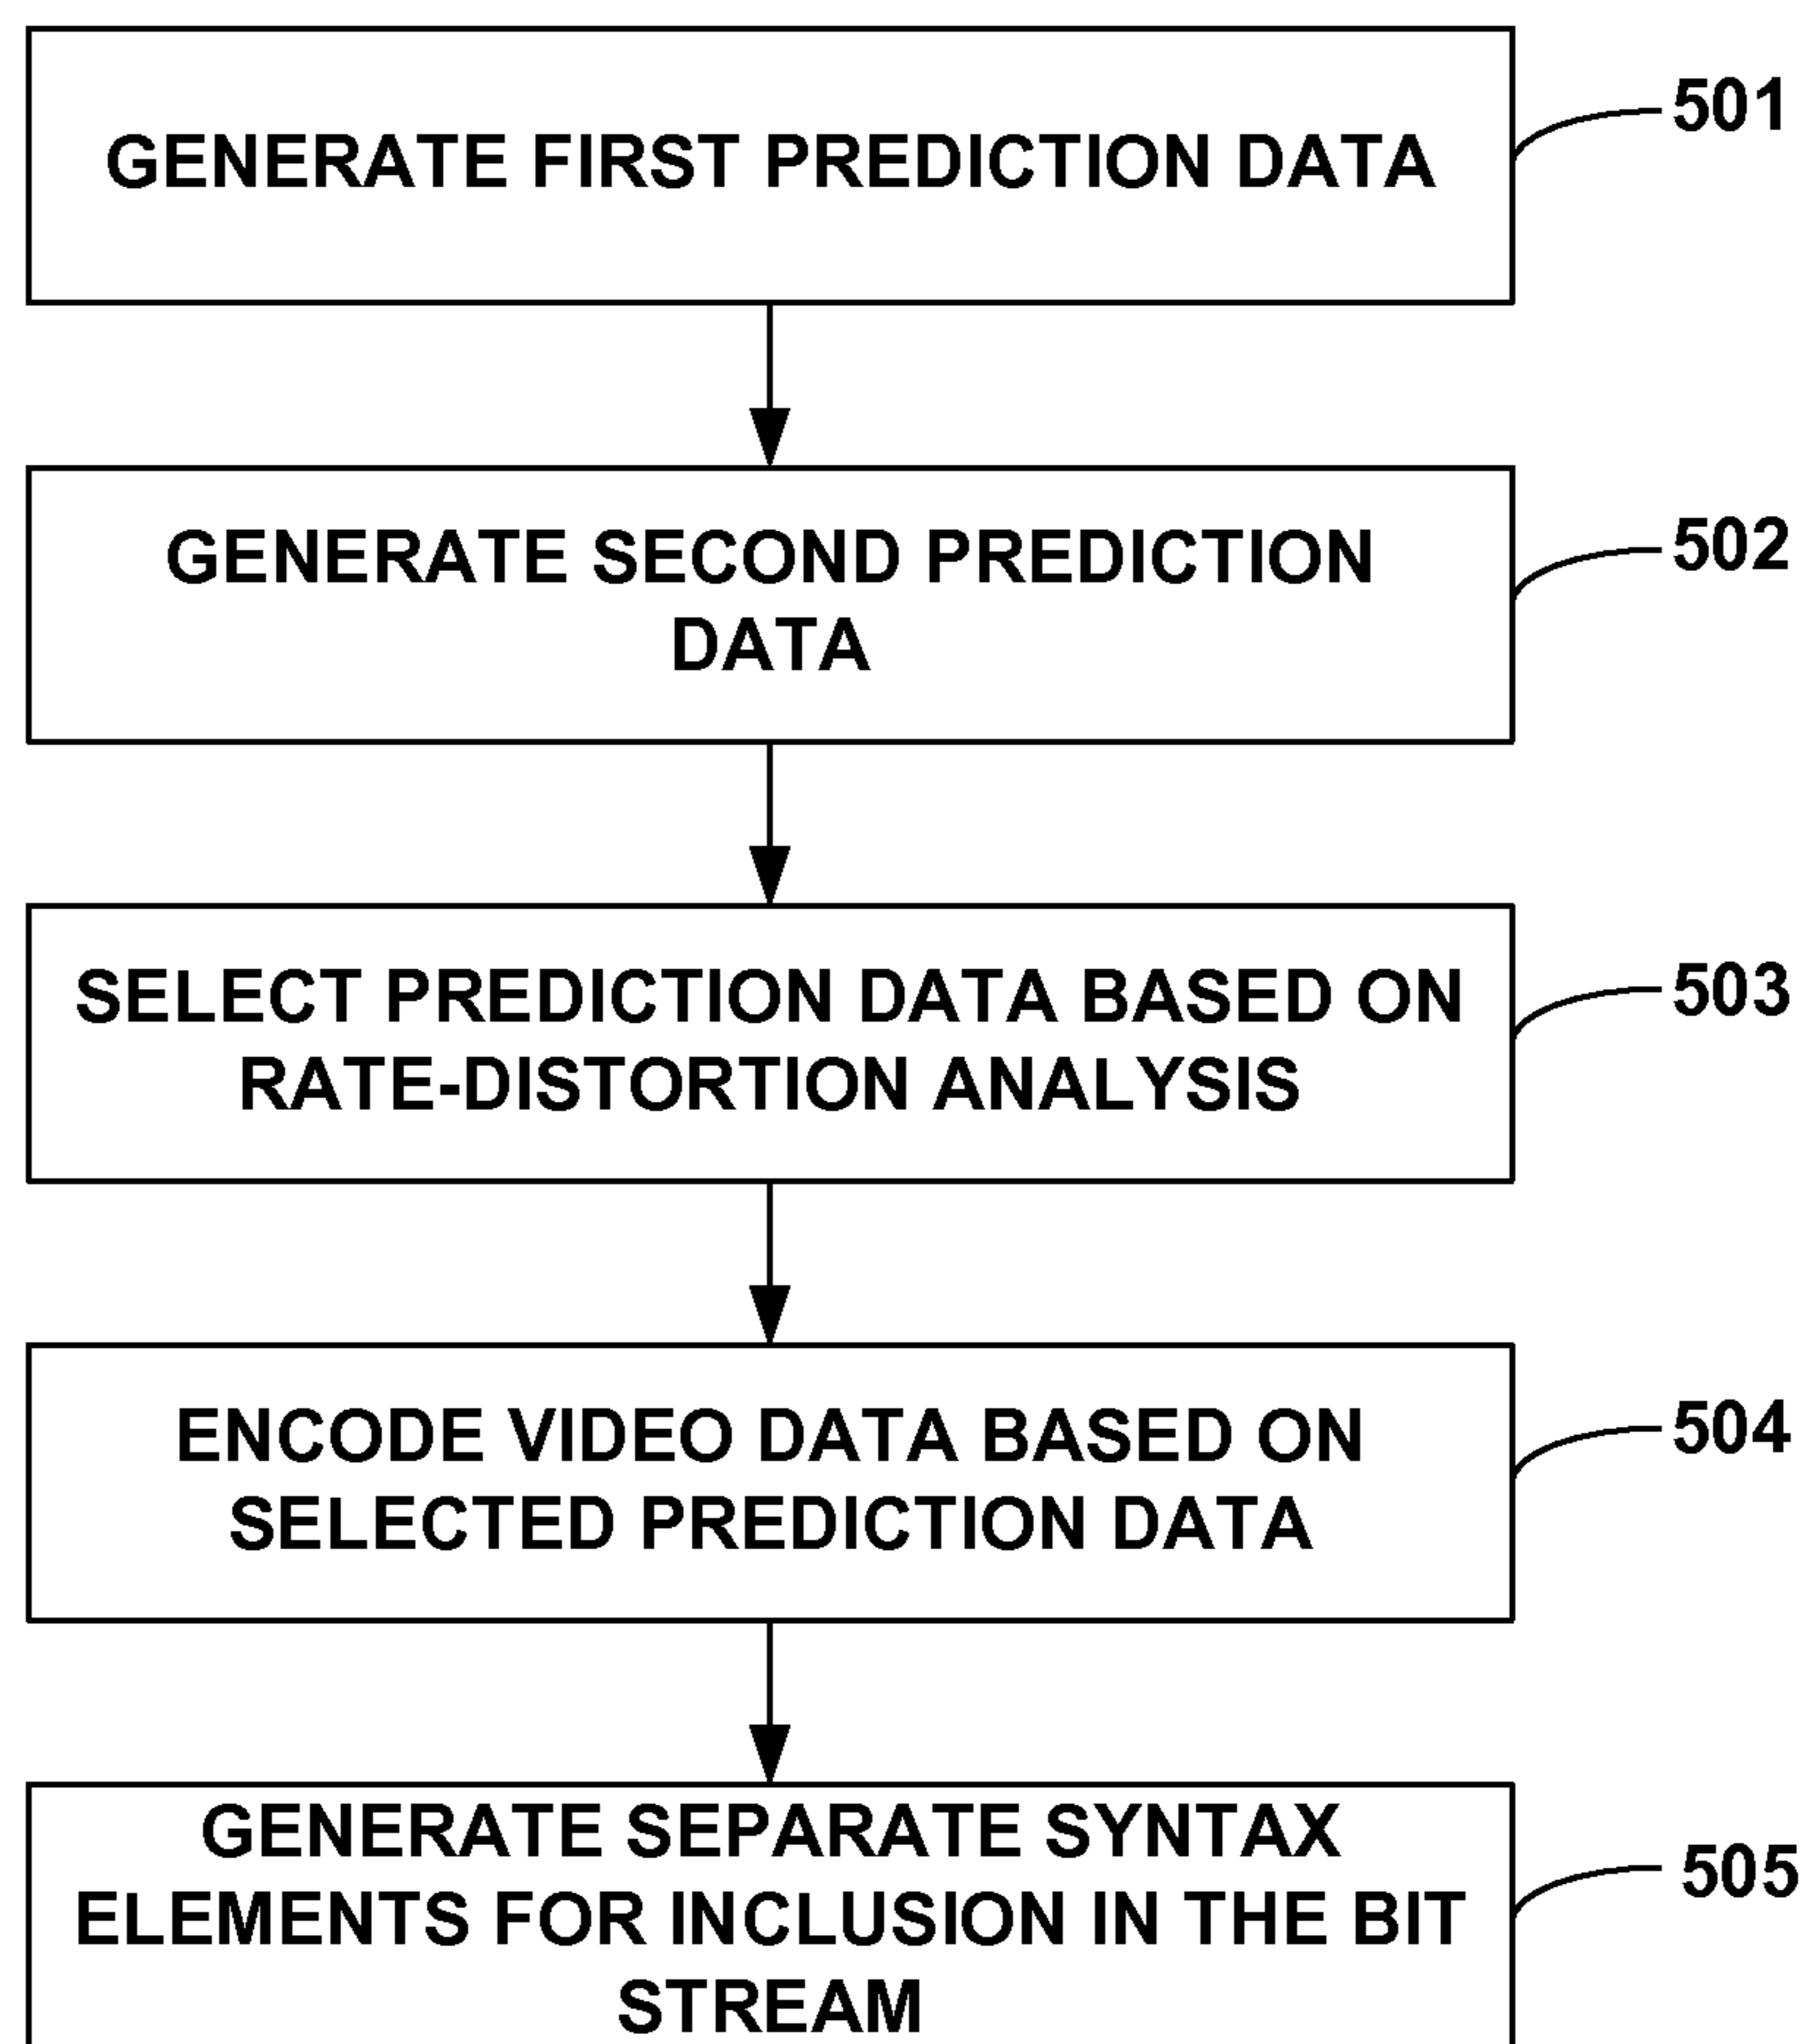 GENERATE FIRST PREDICTION DATA
501
GENERATE SECOND PREDICTION
DATA
502
SELECT PREDICTION DATA BASED ON
RATE-DISTORTION ANALYSIS
503
ENCODE VIDEO DATA BASED ON
SELECTED PREDICTION DATA
504
GENERATE SEPARATE SYNTAX
ELEMENTS FOR INCLUSION IN THE BIT
STREAM
505